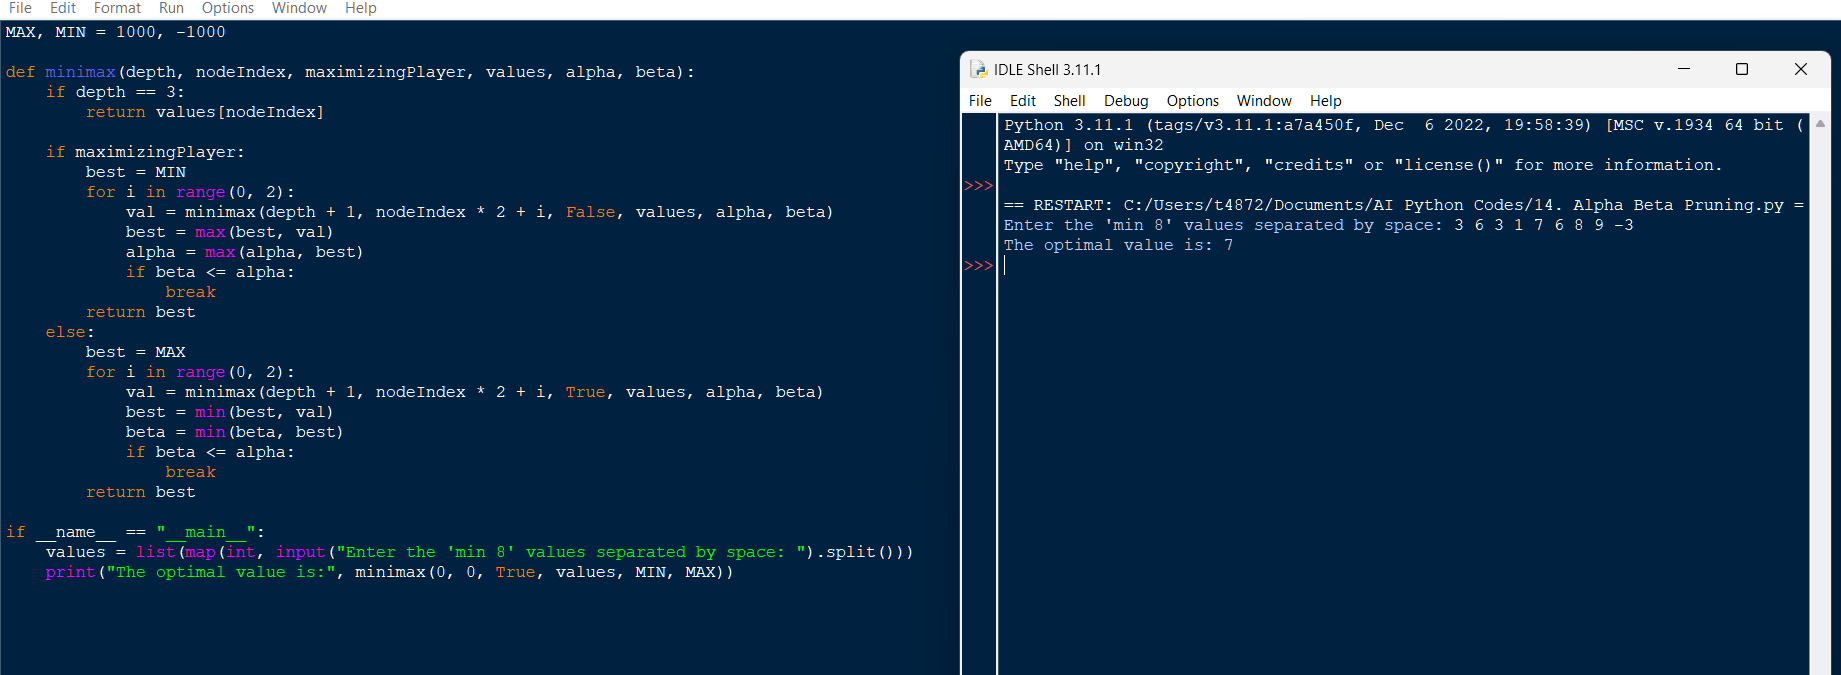 File Edit Format Run Options Window Help
MAX, MIN = 1000, -1000
def minimax(depth, nodeIndex, maximizingPlayer, values, alpha, beta):
    if depth == 3:
        return values[nodeIndex]
    if maximizingPlayer:
        best = MIN
        for i in range(0, 2):
            val = minimax(depth + 1, nodeIndex * 2 + i, False, values, alpha, beta)
            best = max(best, val)
            alpha = max(alpha, best)
            if beta <= alpha:
                break
        return best
    else:
        best = MAX
        for i in range(0, 2):
            val = minimax(depth + 1, nodeIndex * 2 + i, True, values, alpha, beta)
            best = min(best, val)
            beta = min(beta, best)
            if beta <= alpha:
                break
        return best
if __name__ == "__main__":
    values = list(map(int, input("Enter the 'min 8' values separated by space: ").split()))
    print("The optimal value is:", minimax(0, 0, True, values, MIN, MAX))
IDLE Shell 3.11.1
File Edit Shell Debug Options Window Help
Python 3.11.1 (tags/v3.11.1:a7a450f, Dec  6 2022, 19:58:39) [MSC v.1934 64 bit (
AMD64)] on win32
Type "help", "copyright", "credits" or "license()" for more information.
>>>
== RESTART: C:/Users/t4872/Documents/AI Python Codes/14. Alpha Beta Pruning.py =
Enter the 'min 8' values separated by space: 3 6 3 1 7 6 8 9 -3
The optimal value is: 7
>>>